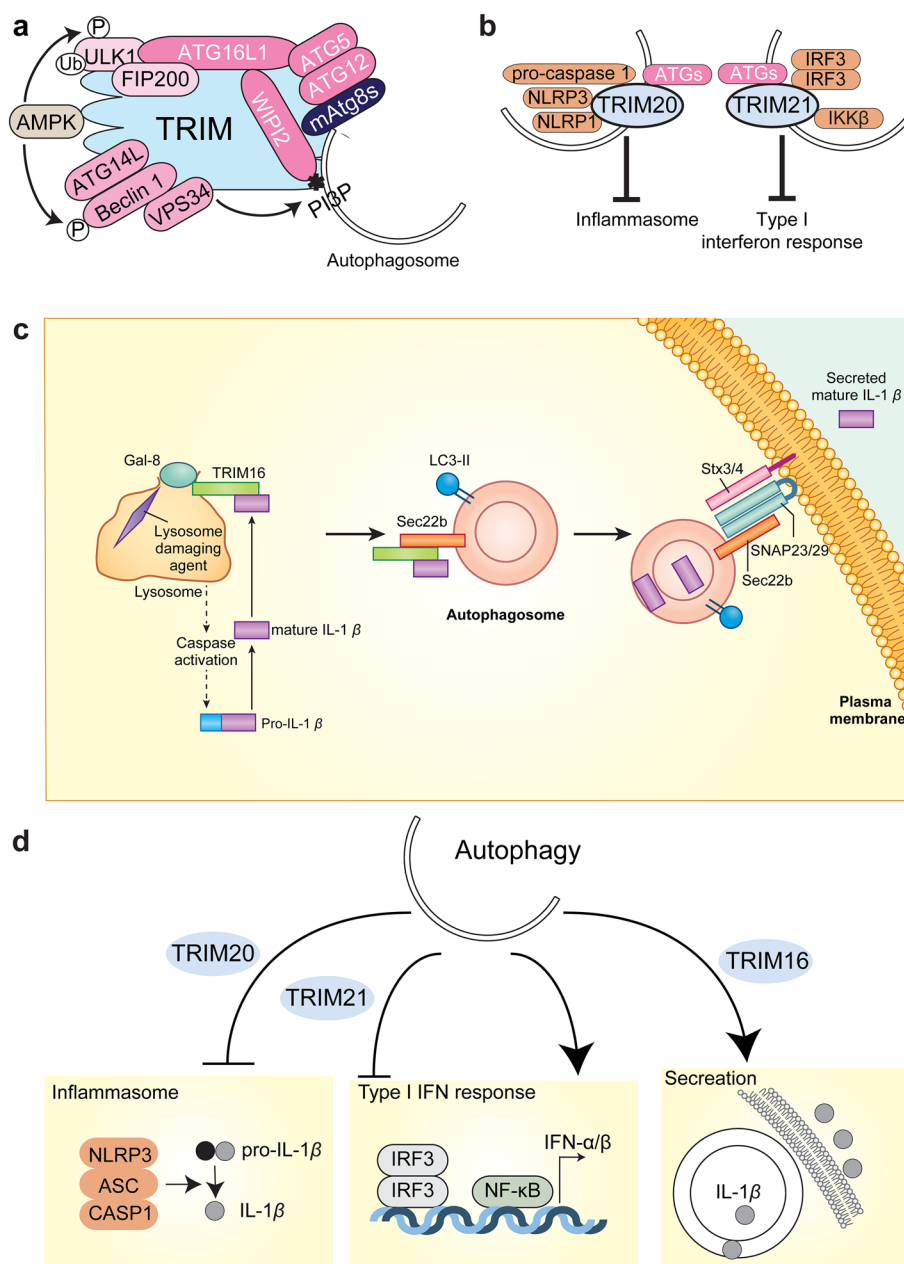 a
P
Ub
ULK1
ATG16L1
ATG5
FIP200
ATG12
mAtg8s
AMPK
TRIM
WIPI2
ATG14L
Beclin 1
VPS34
P
PI3P
Autophagosome
b
pro-caspase 1
ATGs
NLRP3
TRIM20
NLRP1
Inflammasome
ATGs
IRF3
IRF3
TRIM21
IKKβ
Type I
interferon response
c
Gal-8
TRIM16
Lysosome
damaging
agent
Lysosome
Caspase
activation
mature IL-1 β
Pro-IL-1 β
LC3-II
Sec22b
Autophagosome
Secreted
mature IL-1 β
Stx3/4
SNAP23/29
Sec22b
Plasma
membrane
d
Autophagy
TRIM20
TRIM21
TRIM16
Inflammasome
NLRP3
ASC
CASP1
pro-IL-1β
IL-1β
Type I IFN response
IRF3
IRF3
NF-κB
IFN-α/β
Secreation
IL-1β